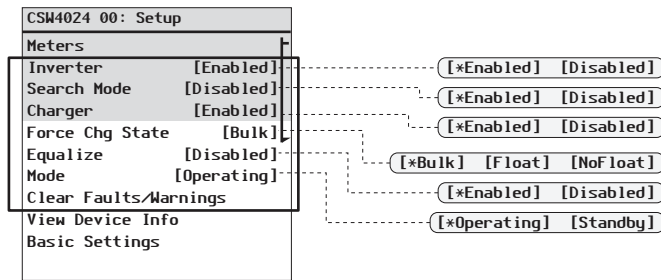 CSW4024 00: Setup
Meters
Inverter [Enabled] [*Enabled] [Disabled]
Search Mode [Disabled] [*Enabled] [Disabled]
Charger [Enabled] [*Enabled] [Disabled]
Force Chg State [Bulk] [*Bulk] [Float] [NoFloat]
Equalize [Disabled] [*Enabled] [Disabled]
Mode [Operating] [*Operating] [Standby]
Clear Faults/Warnings
View Device Info
Basic Settings